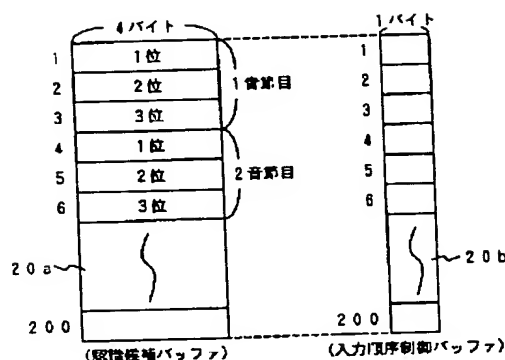 4バイト
1 1位
2 2位
3 3位
1音節目
4 1位
5 2位
6 3位
2音節目
20a
200
(認識候補バッファ)
1バイト
1
2
3
4
5
6
20b
200
(入力順序制御バッファ)